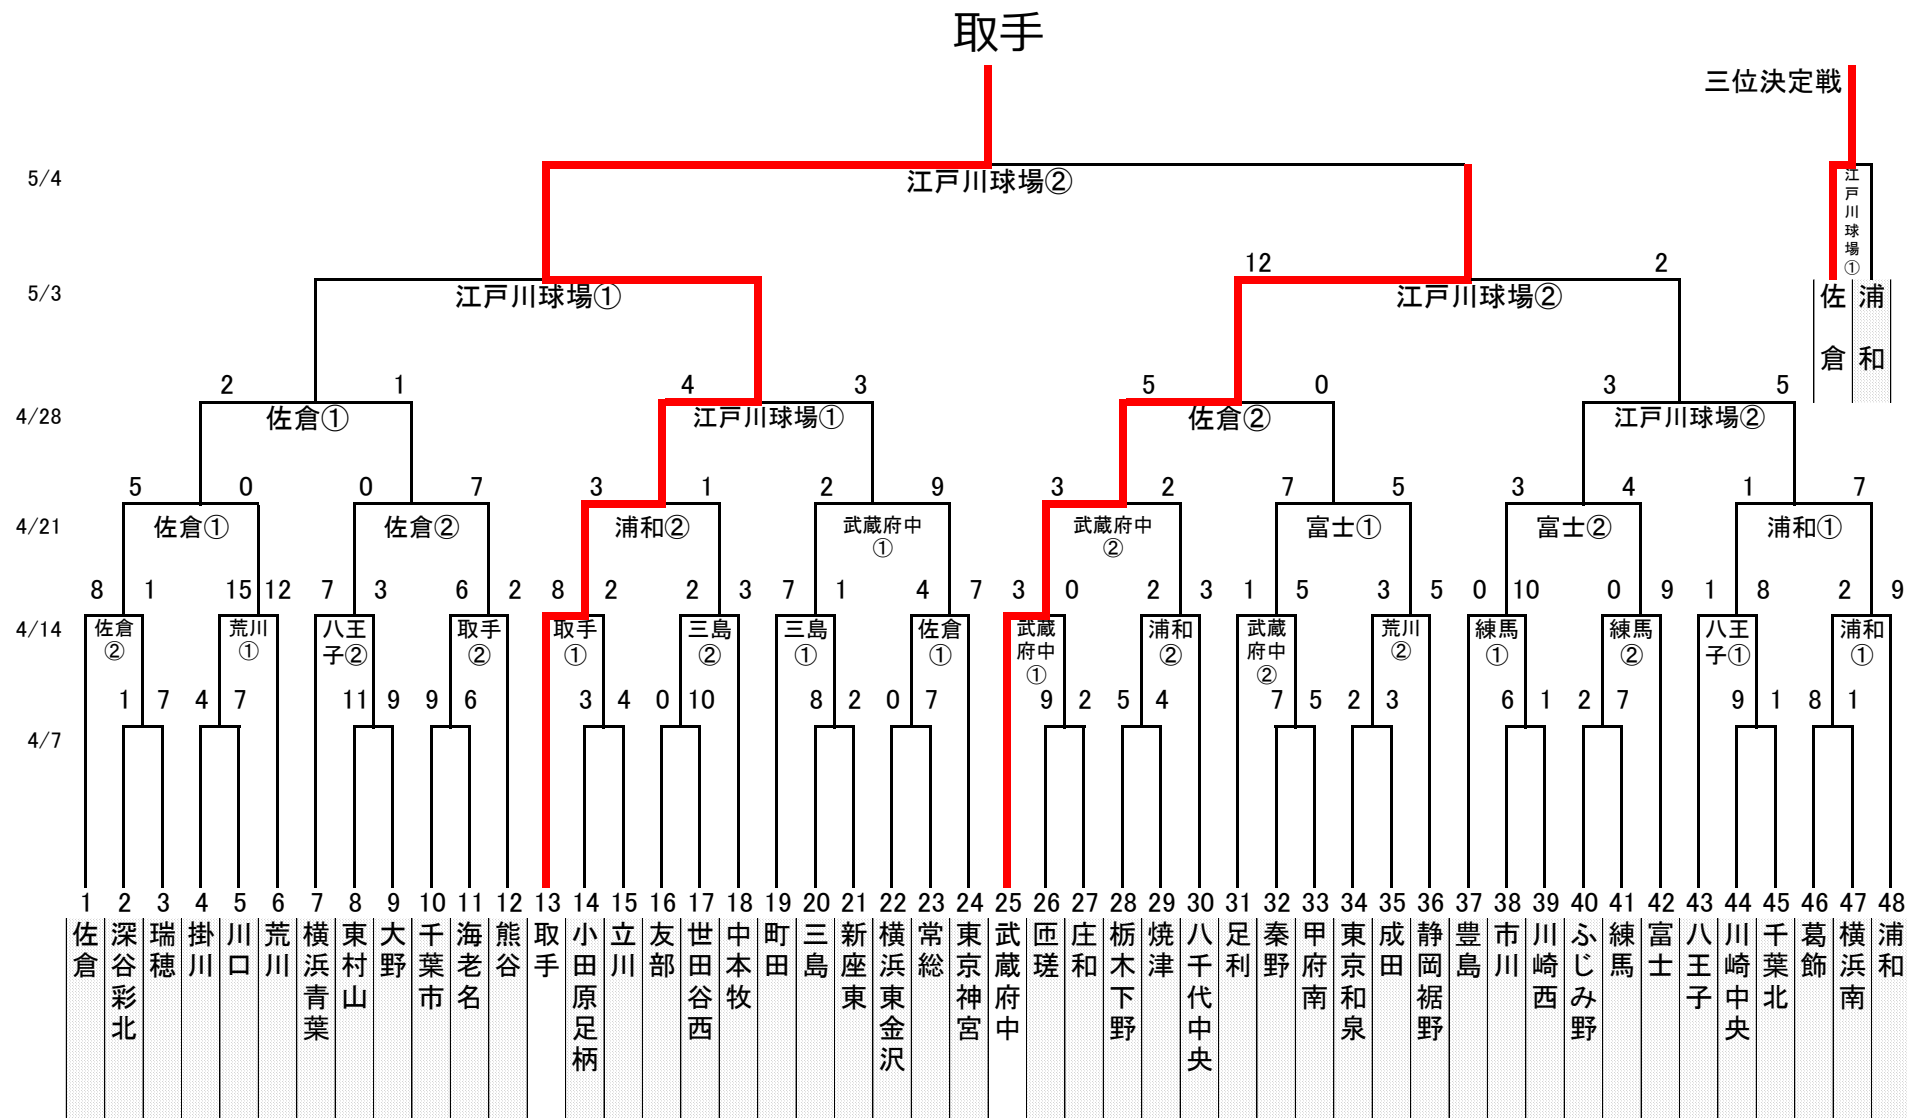 取手
三位決定戦
5/4
江戸川球場②
江戸川球場①
12 2
5/3
江戸川球場① 江戸川球場②
佐倉 浦和
2 1 4 3 5 0 3 5
4/28
佐倉① 江戸川球場① 佐倉② 江戸川球場②
5 0 0 7 3 1 2 9 3 2 7 5 3 4 1 7
4/21
佐倉① 佐倉② 浦和② 武蔵府中① 武蔵府中② 富士① 富士② 浦和①
8 1 15 12 7 3 6 2 8 2 2 3 7 1 4 7 3 0 2 3 1 5 3 5 0 10 0 9 1 8 2 9
4/14
佐倉② 荒川① 八王子② 取手② 取手① 三島② 三島① 佐倉① 武蔵府中① 浦和② 武蔵府中② 荒川② 練馬① 練馬② 八王子① 浦和①
1 7 4 7 11 9 9 6 3 4 0 10 8 2 0 7 9 2 5 4 7 5 2 3 6 1 2 7 9 1 8 1
4/7
1 2 3 4 5 6 7 8 9 10 11 12 13 14 15 16 17 18 19 20 21 22 23 24 25 26 27 28 29 30 31 32 33 34 35 36 37 38 39 40 41 42 43 44 45 46 47 48
佐倉
深谷彩北
瑞穂
掛川
川口
荒川
横浜青葉
東村山
大野
千葉市
海老名
熊谷
取手
小田原足柄
立川
友部
世田谷西
中本牧
町田
三島
新座東
横浜東金沢
常総
東京神宮
武蔵府中
匝瑳
庄和
栃木下野
焼津
八千代中央
足利
秦野
甲府南
東京和泉
成田
静岡裾野
豊島
市川
川崎西
ふじみ野
練馬
富士
八王子
川崎中央
千葉北
葛飾
横浜南
浦和